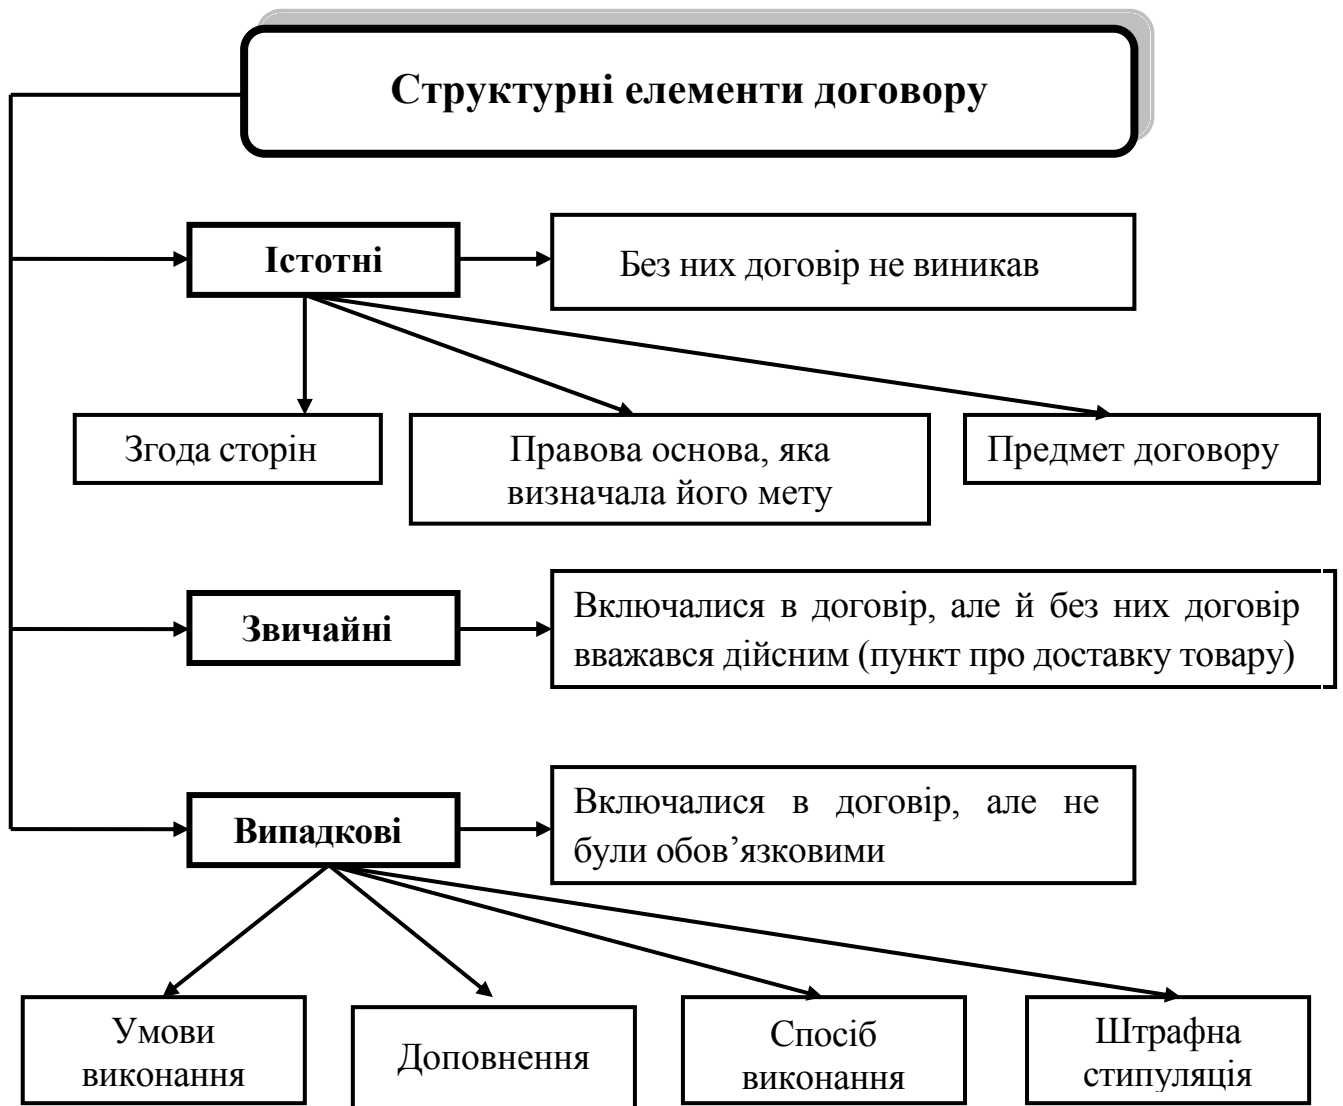 Структурні елементи договору
Істотні
Без них договір не виникав
Згода сторін
Правова основа, яка
визначала його мету
Предмет договору
Звичайні
Включалися в договір, але й без них договір
вважався дійсним (пункт про доставку товару)
Випадкові
Включалися в договір, але не
були обов’язковими
Умови
виконання
Доповнення
Спосіб
виконання
Штрафна
стипуляція